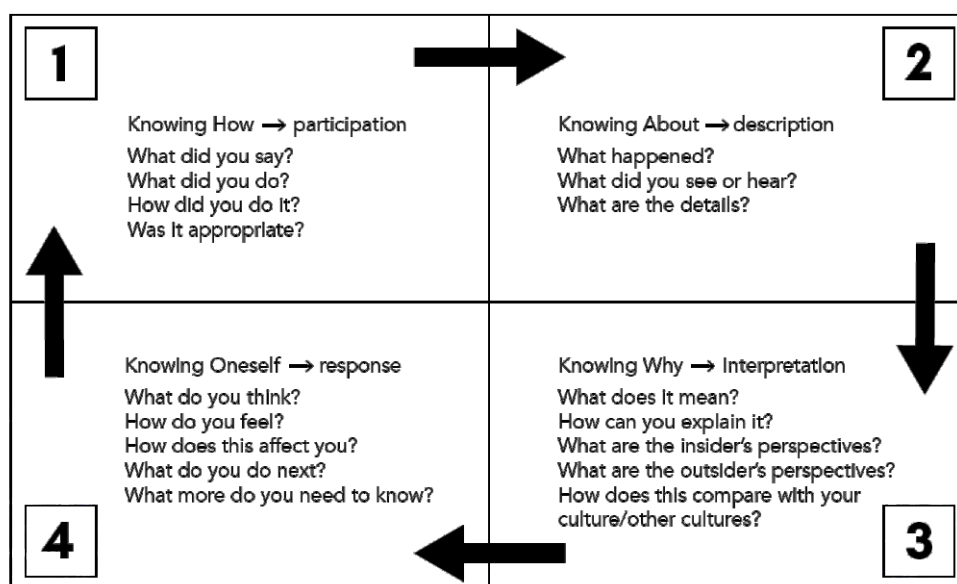 1
Knowing How → participation
What did you say?
What did you do?
How did you do it?
Was it appropriate?
2
Knowing About → description
What happened?
What did you see or hear?
What are the details?
3
Knowing Why → Interpretation
What does it mean?
How can you explain it?
What are the insider's perspectives?
What are the outsider's perspectives?
How does this compare with your
culture/other cultures?
4
Knowing Oneself → response
What do you think?
How do you feel?
How does this affect you?
What do you do next?
What more do you need to know?